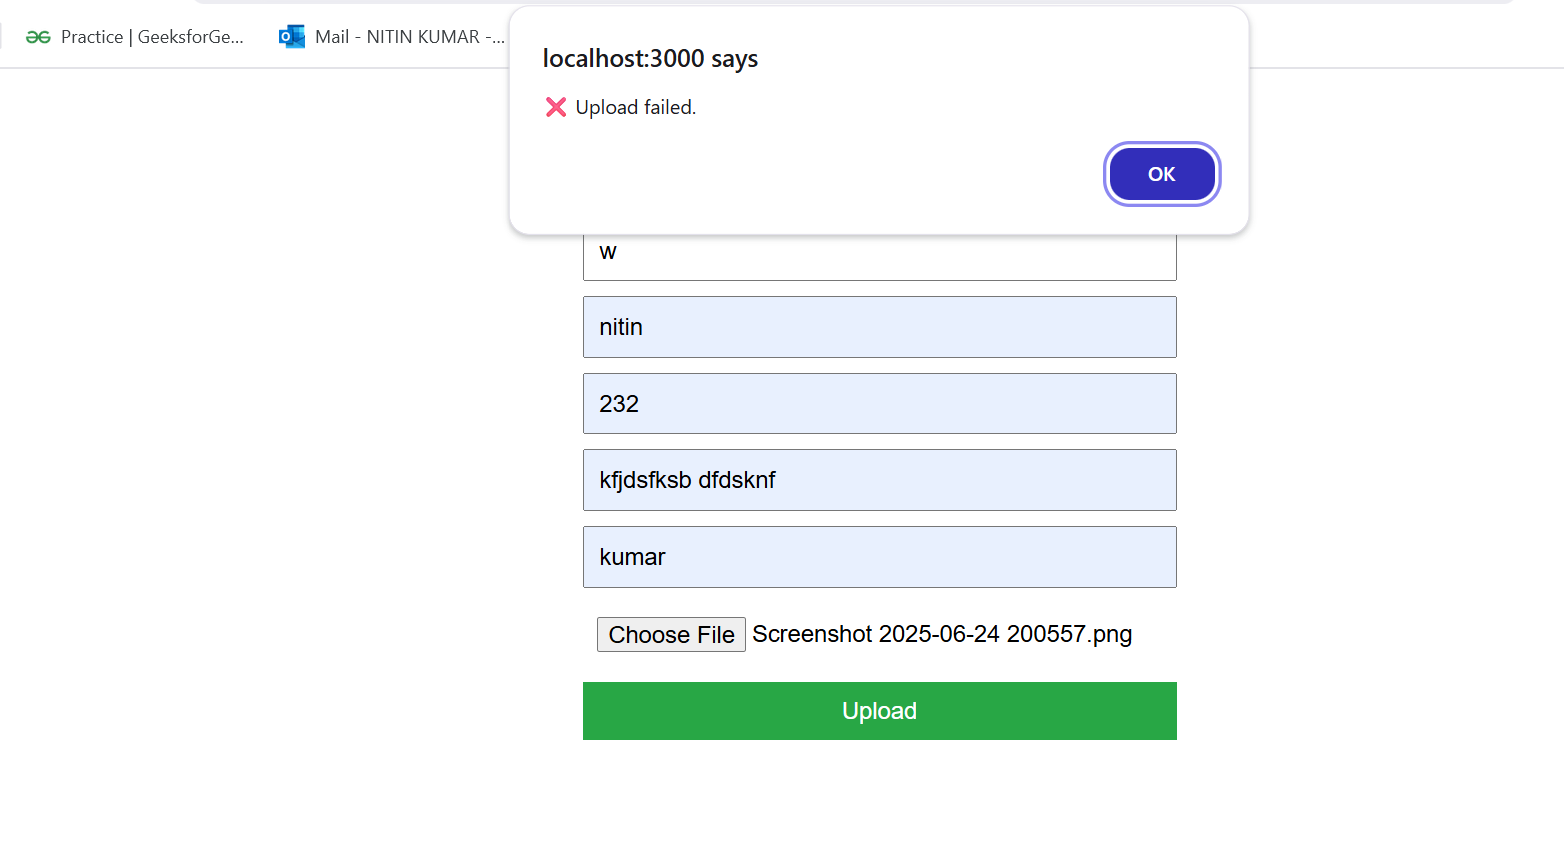 Practice | GeeksforGe...
Mail - NITIN KUMAR -...
localhost:3000 says
❌ Upload failed.
OK
w
nitin
232
kfjdsfksb dfdsknf
kumar
Choose File Screenshot 2025-06-24 200557.png
Upload